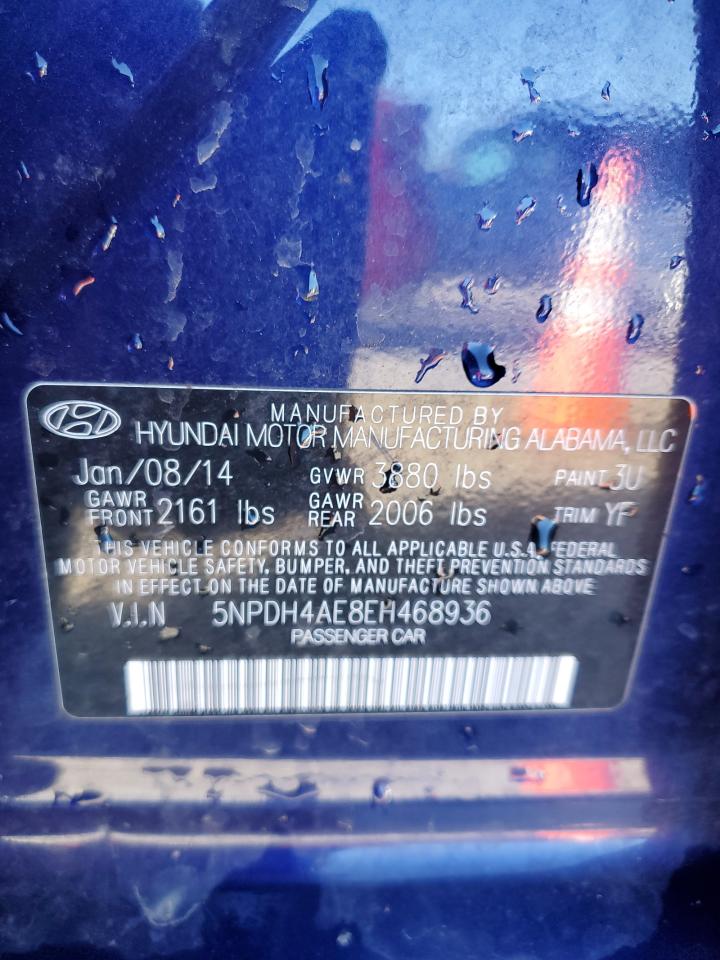 MANUFACTURED BY
HYUNDAI MOTOR MANUFACTURING ALABAMA, LLC
Jan/08/14 GVWR 3880 lbs PAINT 3U
GAWR FRONT 2161 lbs GAWR REAR 2006 lbs TRIM YF
THIS VEHICLE CONFORMS TO ALL APPLICABLE U.S.A. FEDERAL
MOTOR VEHICLE SAFETY, BUMPER, AND THEFT PREVENTION STANDARDS
IN EFFECT ON THE DATE OF MANUFACTURE SHOWN ABOVE
V.I.N 5NPDH4AE8EH468936
PASSENGER CAR